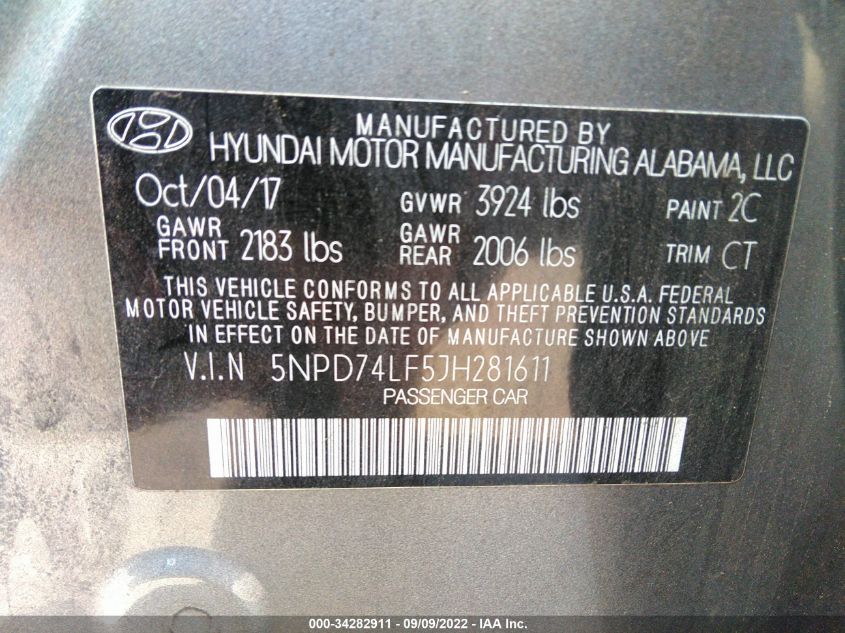 MANUFACTURED BY
HYUNDAI MOTOR MANUFACTURING ALABAMA, LLC
Oct/04/17 GVWR 3924 lbs PAINT 2C
GAWR FRONT 2183 lbs GAWR REAR 2006 lbs TRIM CT
THIS VEHICLE CONFORMS TO ALL APPLICABLE U.S.A. FEDERAL
MOTOR VEHICLE SAFETY, BUMPER, AND THEFT PREVENTION STANDARDS
IN EFFECT ON THE DATE OF MANUFACTURE SHOWN ABOVE
V.I.N 5NPD74LF5JH281611
PASSENGER CAR
000-34282911 - 09/09/2022 - IAA Inc.